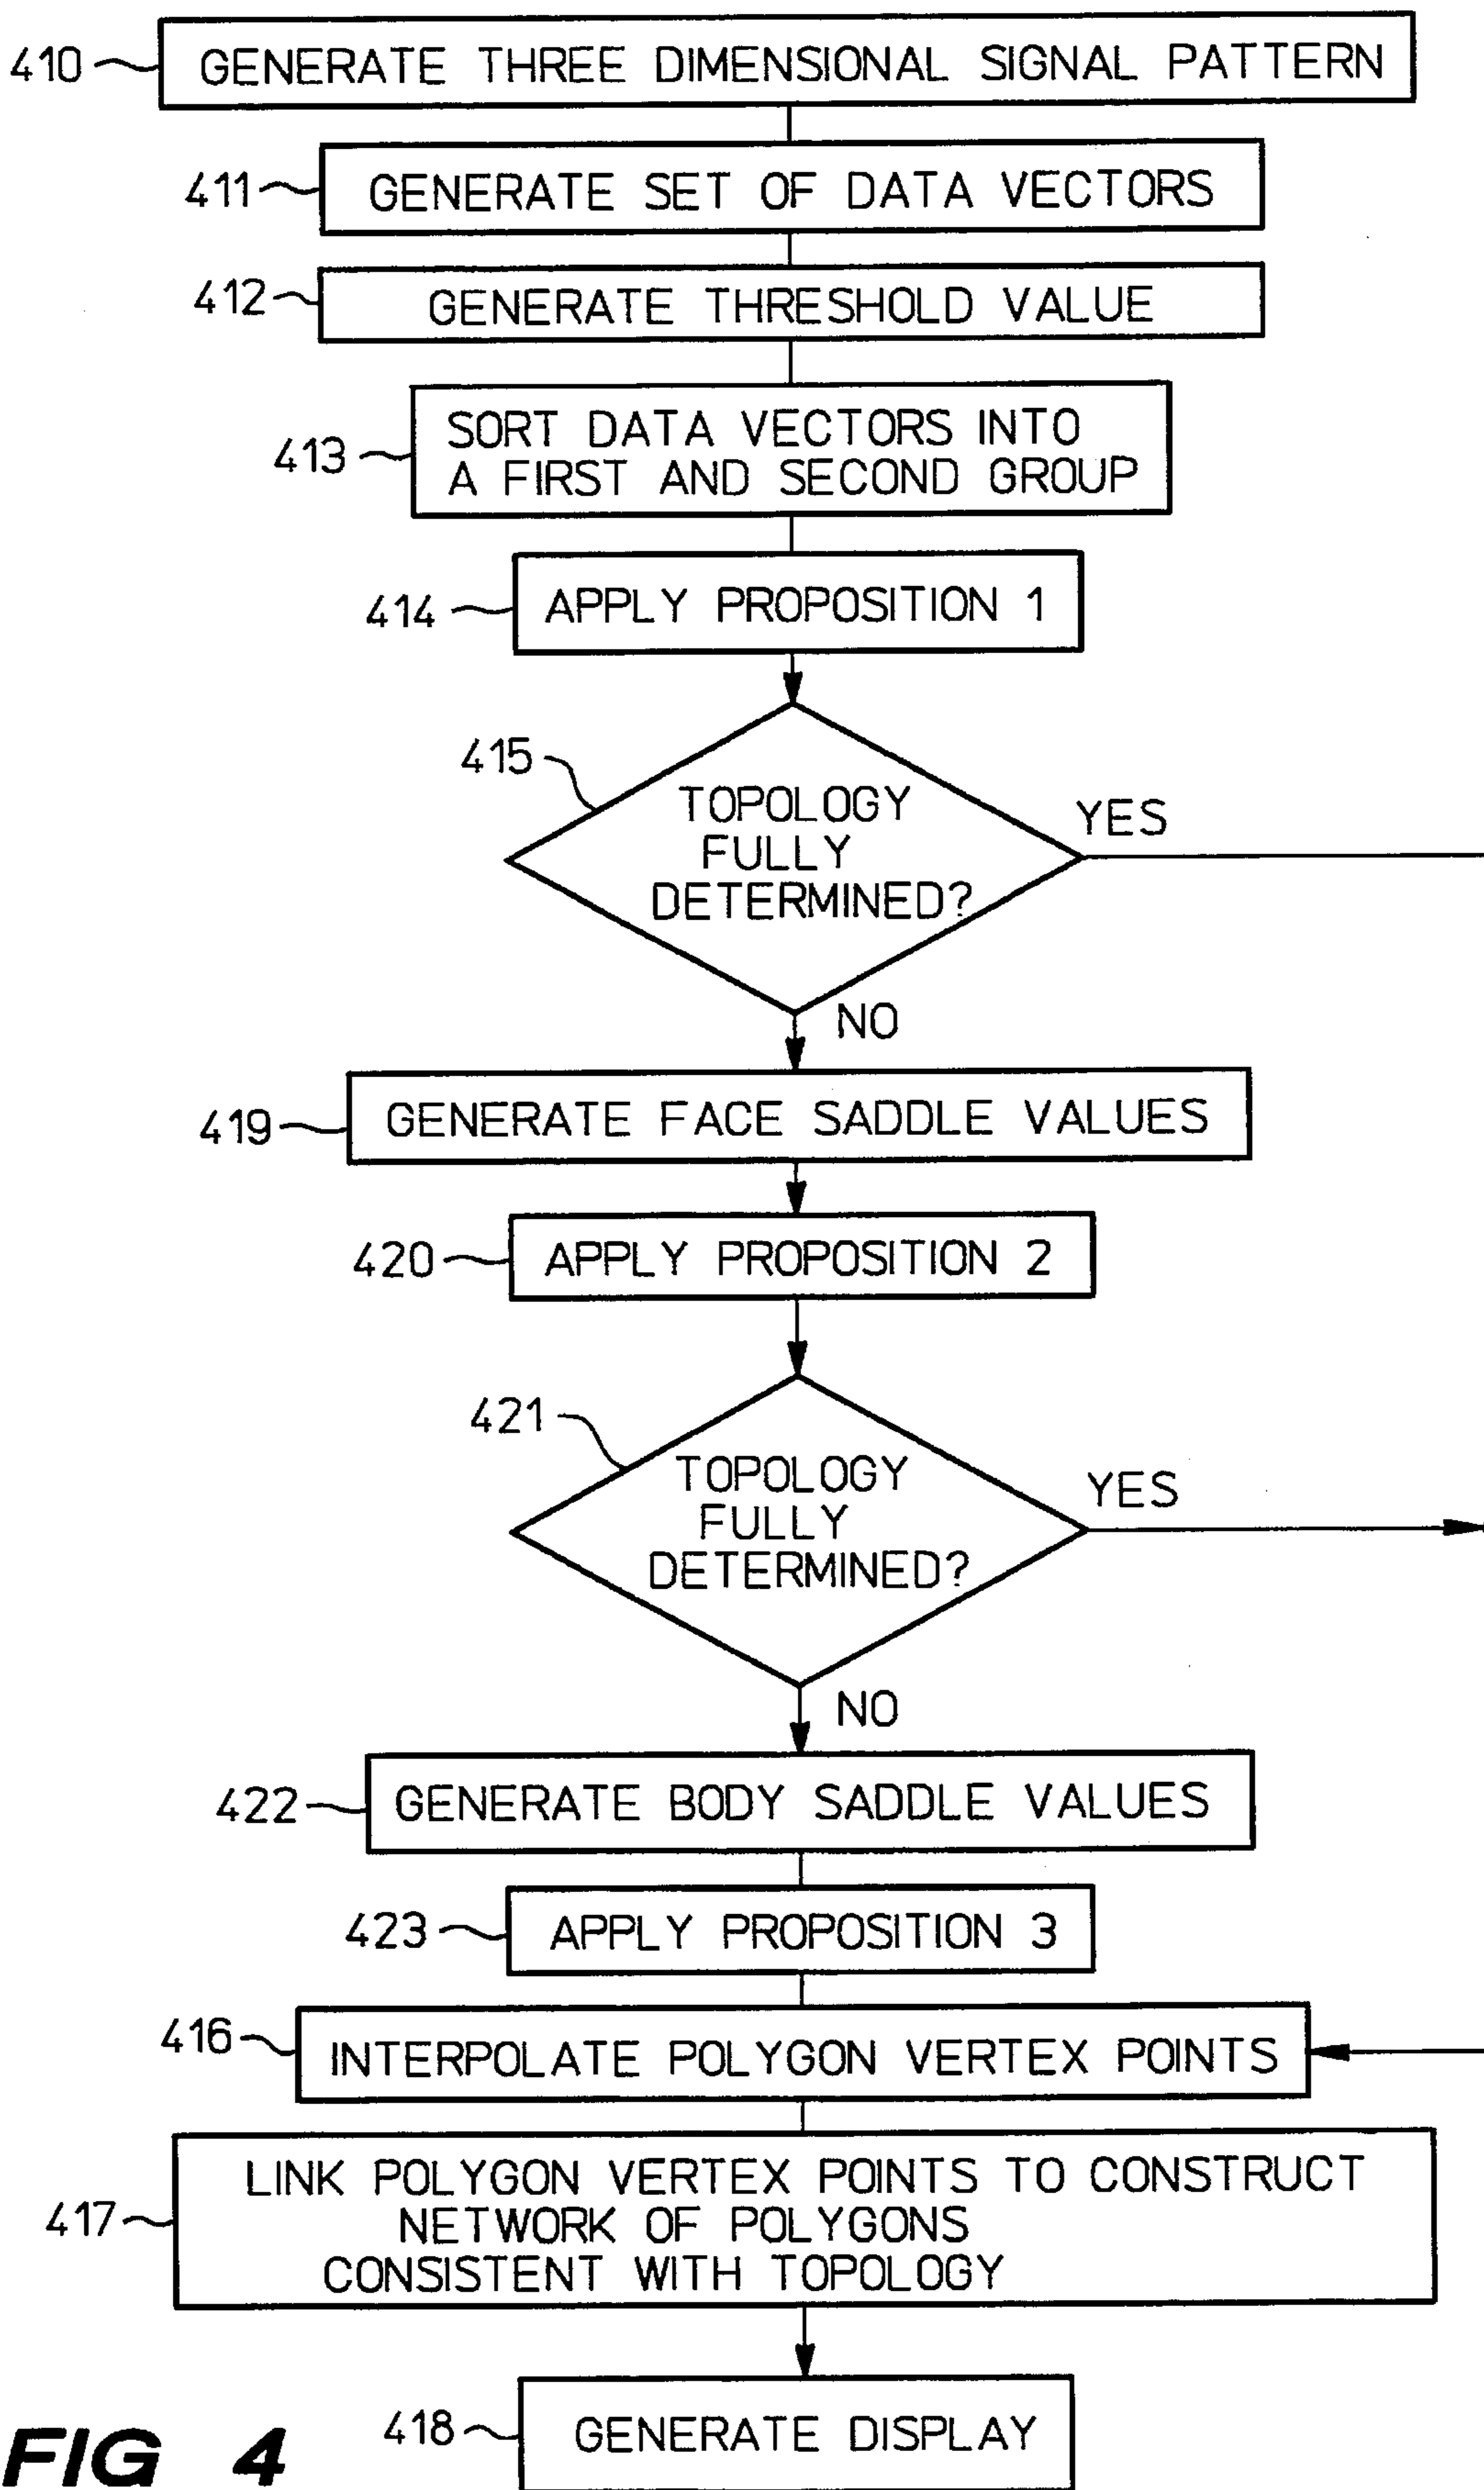 410
GENERATE THREE DIMENSIONAL SIGNAL PATTERN
411
GENERATE SET OF DATA VECTORS
412
GENERATE THRESHOLD VALUE
413
SORT DATA VECTORS INTO
A FIRST AND SECOND GROUP
414
APPLY PROPOSITION 1
415
TOPOLOGY
FULLY
DETERMINED?
YES
NO
419
GENERATE FACE SADDLE VALUES
420
APPLY PROPOSITION 2
421
TOPOLOGY
FULLY
DETERMINED?
YES
NO
422
GENERATE BODY SADDLE VALUES
423
APPLY PROPOSITION 3
416
INTERPOLATE POLYGON VERTEX POINTS
417
LINK POLYGON VERTEX POINTS TO CONSTRUCT
NETWORK OF POLYGONS
CONSISTENT WITH TOPOLOGY
418
GENERATE DISPLAY
FIG 4